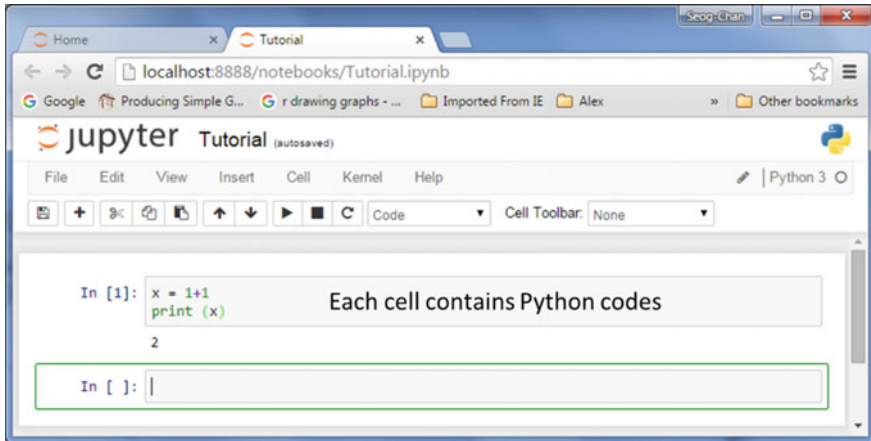 Seog-Chan
Home
Tutorial
localhost:8888/notebooks/Tutorial.ipynb
Google Producing Simple G... r drawing graphs - ... Imported From IE Alex » Other bookmarks
jupyter Tutorial (autosaved)
File Edit View Insert Cell Kernel Help Python 3
Code Cell Toolbar: None
In [1]: x = 1+1
print (x)
Each cell contains Python codes
2
In [ ]: